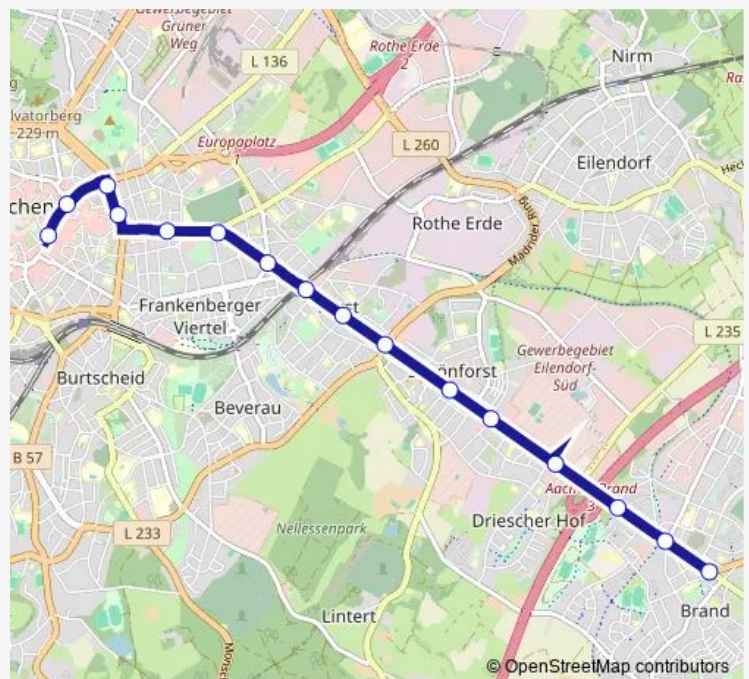 Gewerbegebiet
Grüner
Weg
Rothe Erde
2
Nirm
L 136
lvatorberg
229 m
Europaplatz
1
L 260
Eilendorf
chen
Rothe Erde
Madrider Ring
Frankenberger
Viertel
L 235
Gewerbegebiet
Eilendorf-
Süd
Burtscheid
Beverau
B 57
Driescher Hof
3
L 233
Nellessenpark
Lintert
Brand
© OpenStreetMap contributors